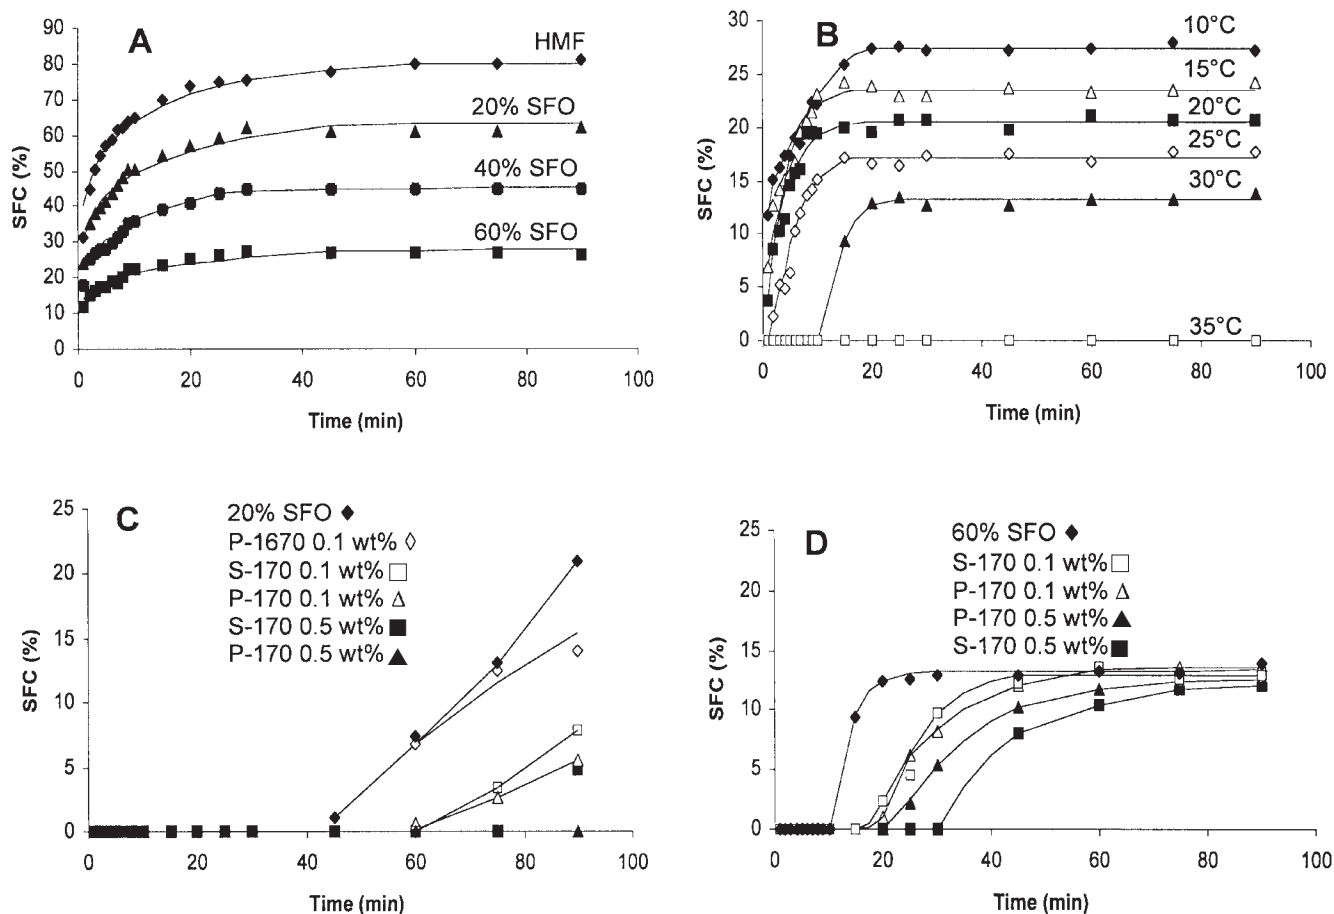 A
90
80
70
60
50
40
30
20
10
0
SFC (%)
HMF
20% SFO
40% SFO
60% SFO
0 20 40 60 80 100
Time (min)
B
30
25
20
15
10
5
0
SFC (%)
10°C
15°C
20°C
25°C
30°C
35°C
0 20 40 60 80 100
Time (min)
C
25
20
15
10
5
0
SFC (%)
20% SFO
P-1670 0.1 wt%
S-170 0.1 wt%
P-170 0.1 wt%
S-170 0.5 wt%
P-170 0.5 wt%
0 20 40 60 80 100
Time (min)
D
25
20
15
10
5
0
SFC (%)
60% SFO
S-170 0.1 wt%
P-170 0.1 wt%
P-170 0.5 wt%
S-170 0.5 wt%
0 20 40 60 80 100
Time (min)